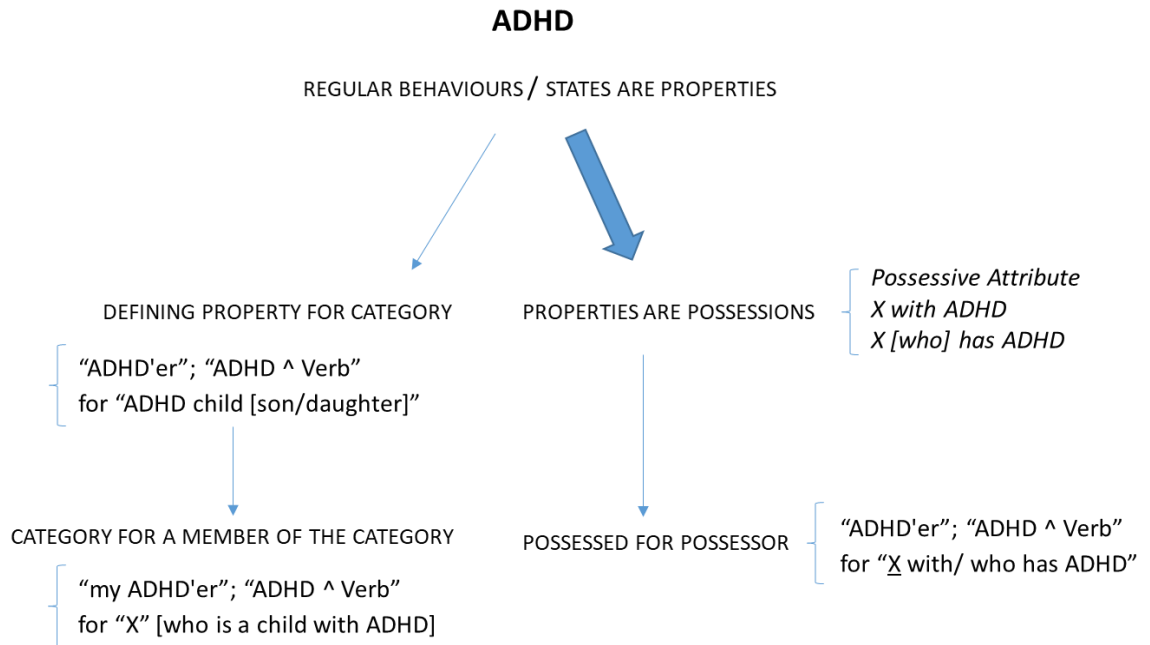 ADHD
REGULAR BEHAVIOURS / STATES ARE PROPERTIES
DEFINING PROPERTY FOR CATEGORY
“ADHD'er”; “ADHD ^ Verb”
for “ADHD child [son/daughter]”
CATEGORY FOR A MEMBER OF THE CATEGORY
“my ADHD'er”; “ADHD ^ Verb”
for “X” [who is a child with ADHD]
PROPERTIES ARE POSSESSIONS
Possessive Attribute
X with ADHD
X [who] has ADHD
POSSESSED FOR POSSESSOR
“ADHD'er”; “ADHD ^ Verb”
for “X with/ who has ADHD”